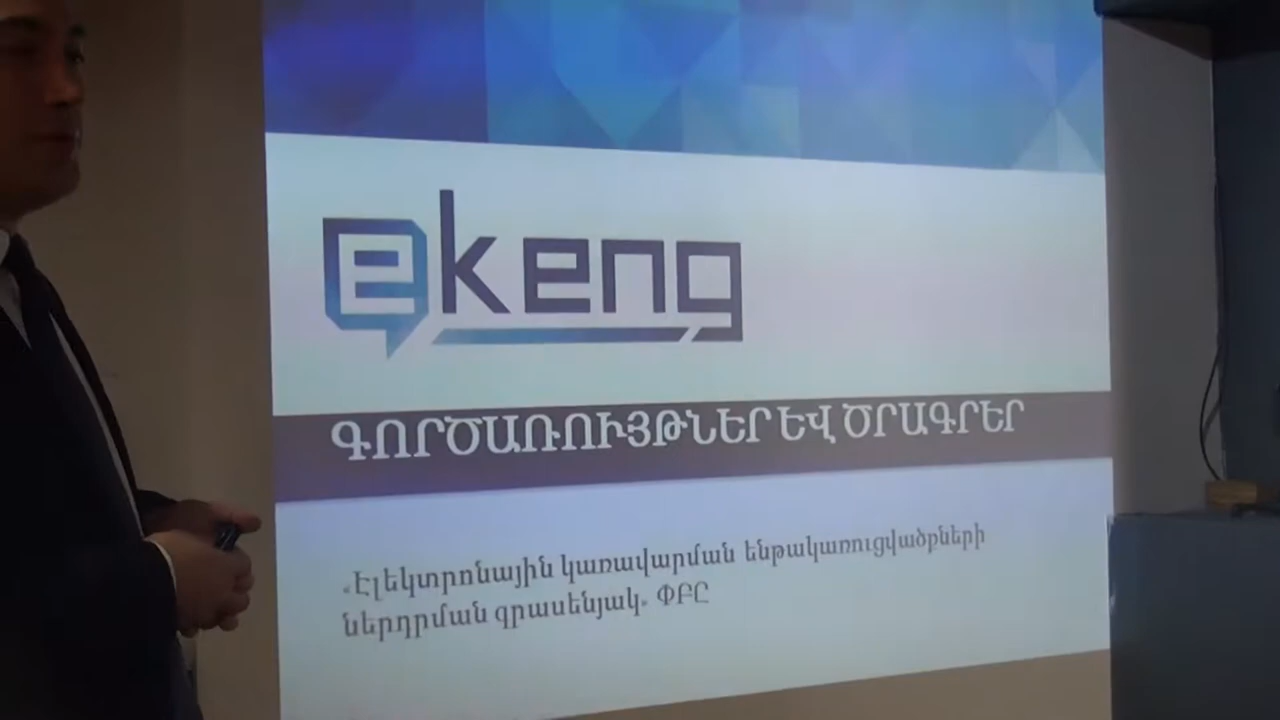 ekeng
ԳՈՐԾԱՌՈՒՅԹՆԵՐ ԵՎ ԾՐԱԳՐԵՐ
«Էլեկտրոնային կառավարման ենթակառուցվածքների
ներդրման գրասենյակ» ՓԲԸ